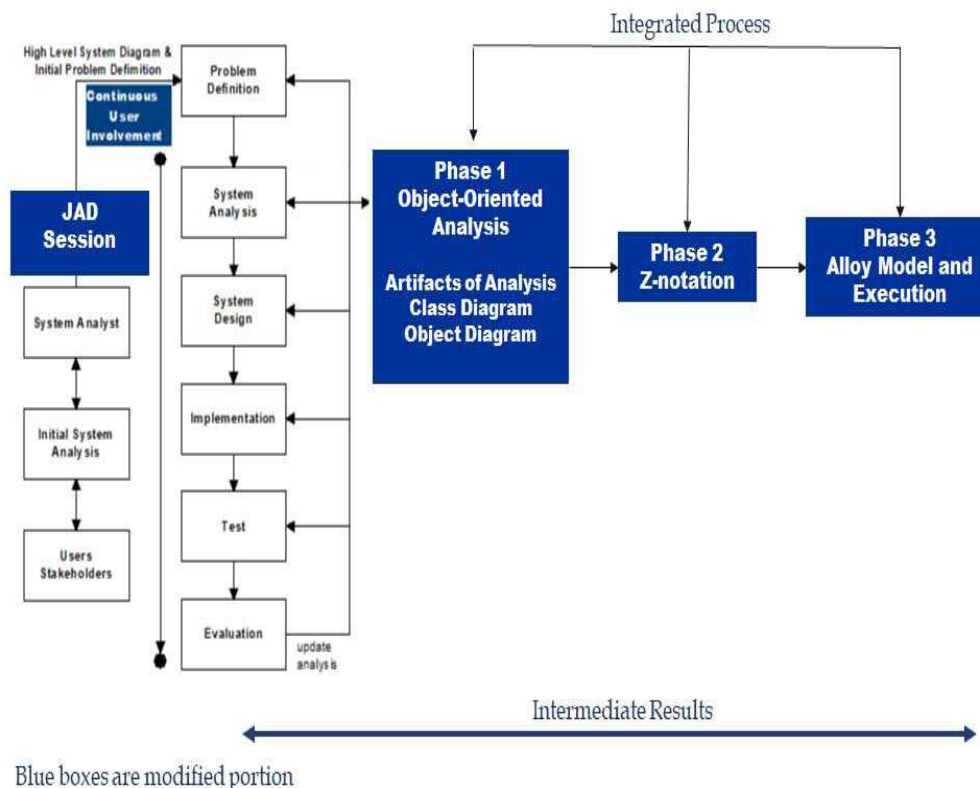 Integrated Process
High Level System Diagram &
Initial Problem Defimition
Continuous
User
Involvement
Problem
Definition
JAD
Session
System
Analysis
Phase 1
Object-Oriented
Analysis
Artifacts of Analysis
Class Diagram
Object Diagram
Phase 2
Z-notation
Phase 3
Alloy Model and
Execution
System Analyst
System
Design
Initial System
Analysis
Implementation
Users
Stakeholders
Test
Evaluation
update
analysis
Intermediate Results
Blue boxes are modified portion